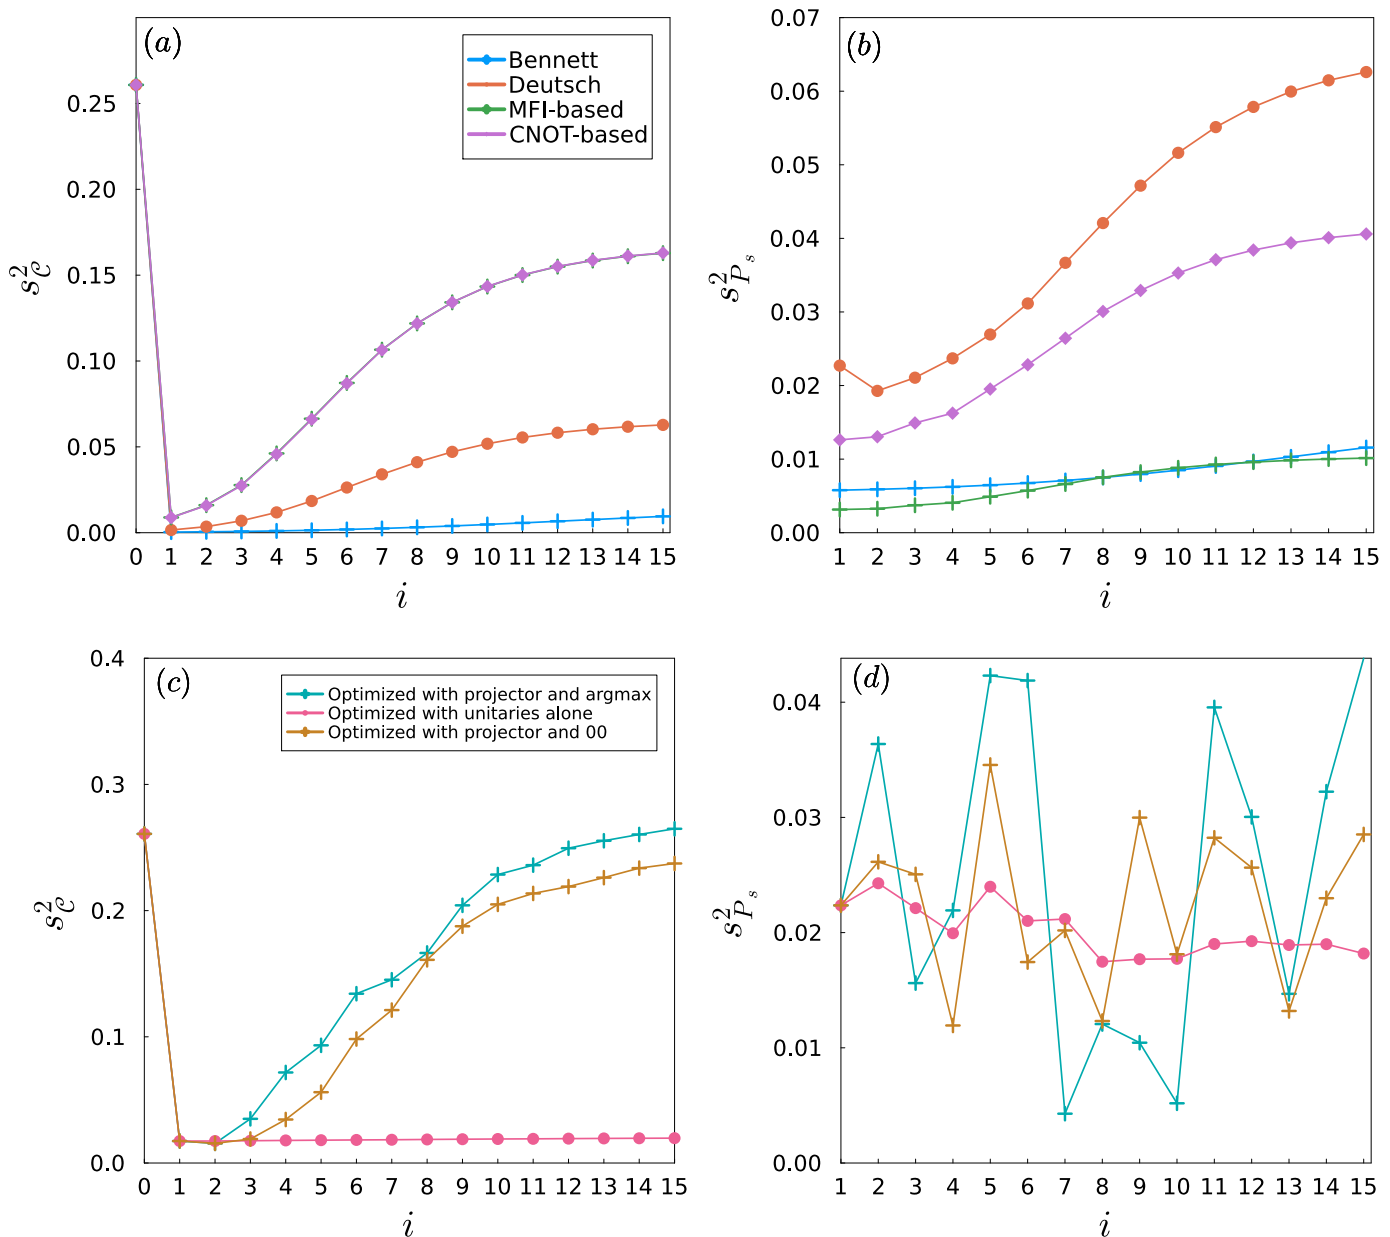 (a)
Bennett
Deutsch
MFI-based
CNOT-based
0.25
0.20
0.15
0.10
0.05
0.00
s²_𝒞
0 1 2 3 4 5 6 7 8 9 10 11 12 13 14 15
i
(b)
0.07
0.06
0.05
0.04
0.03
0.02
0.01
0.00
s²_{P_s}
1 2 3 4 5 6 7 8 9 10 11 12 13 14 15
i
(c)
Optimized with projector and argmax
Optimized with unitaries alone
Optimized with projector and 00
0.4
0.3
0.2
0.1
0.0
s²_𝒞
0 1 2 3 4 5 6 7 8 9 10 11 12 13 14 15
i
(d)
0.04
0.03
0.02
0.01
0.00
s²_{P_s}
1 2 3 4 5 6 7 8 9 10 11 12 13 14 15
i